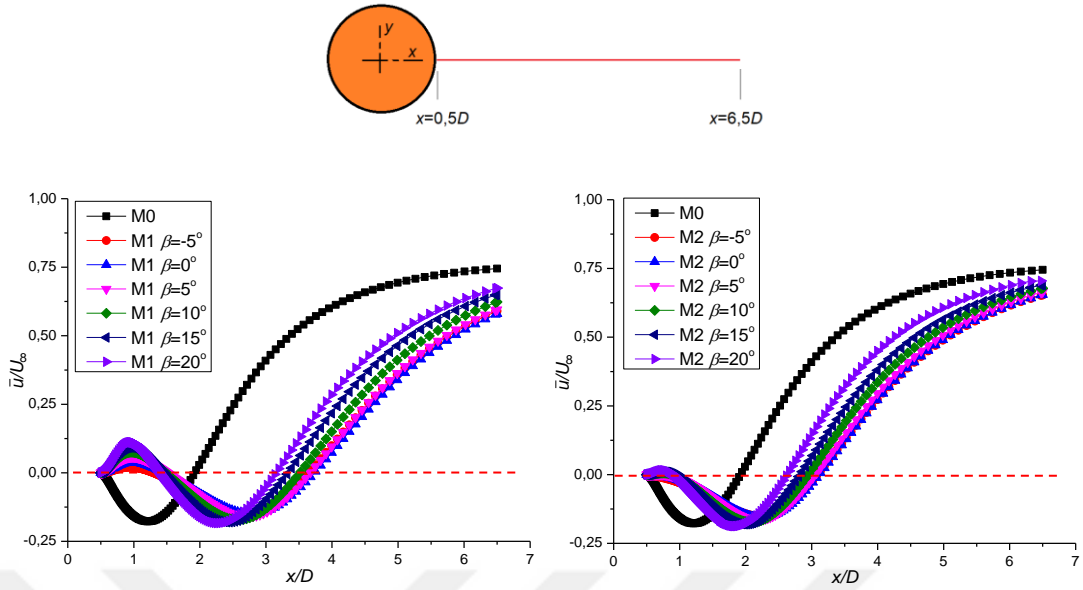 y
x
x=0,5D
x=6,5D
1,00
0,75
0,50
0,25
0,00
-0,25
ū/U∞
M0
M1 β=-5°
M1 β=0°
M1 β=5°
M1 β=10°
M1 β=15°
M1 β=20°
0 1 2 3 4 5 6 7
x/D
1,00
0,75
0,50
0,25
0,00
-0,25
ū/U∞
M0
M2 β=-5°
M2 β=0°
M2 β=5°
M2 β=10°
M2 β=15°
M2 β=20°
0 1 2 3 4 5 6 7
x/D